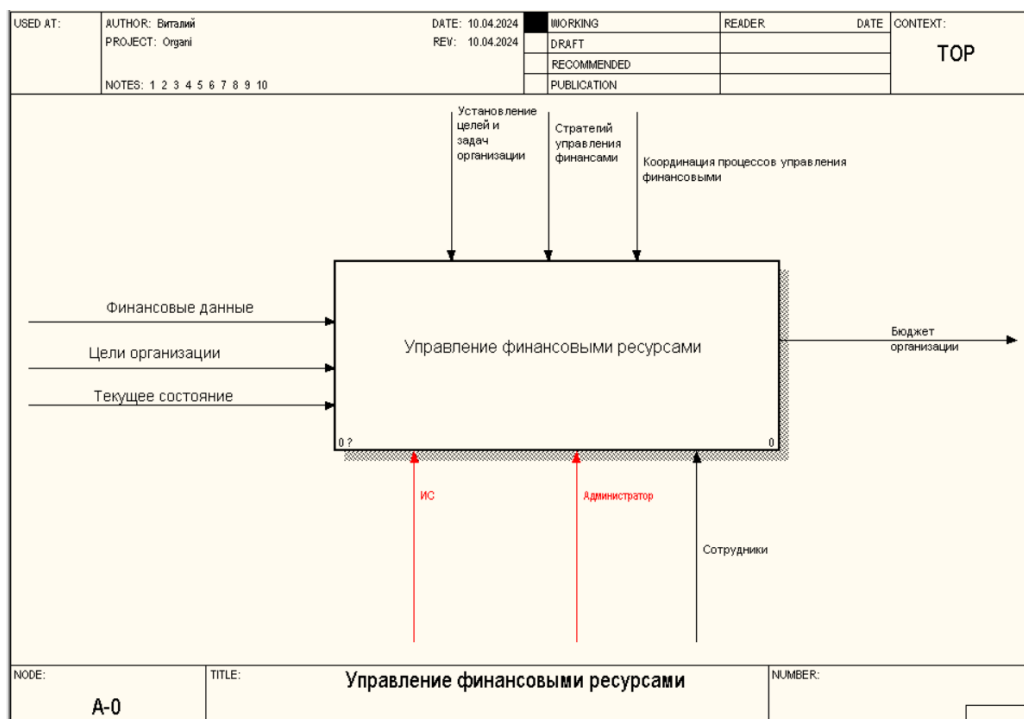 USED AT:
AUTHOR: Виталий
DATE: 10.04.2024
WORKING
READER
DATE
CONTEXT:
PROJECT: Organi
REV: 10.04.2024
DRAFT
TOP
RECOMMENDED
NOTES: 1 2 3 4 5 6 7 8 9 10
PUBLICATION
Установление
целей и
задач
организации
Стратегий
управления
финансами
Координация процессов управления
финансовыми
Финансовые данные
Цели организации
Текущее состояние
Управление финансовыми ресурсами
Бюджет
организации
0 ?
0
ИС
Администратор
Сотрудники
NODE:
TITLE:
Управление финансовыми ресурсами
NUMBER:
A-0